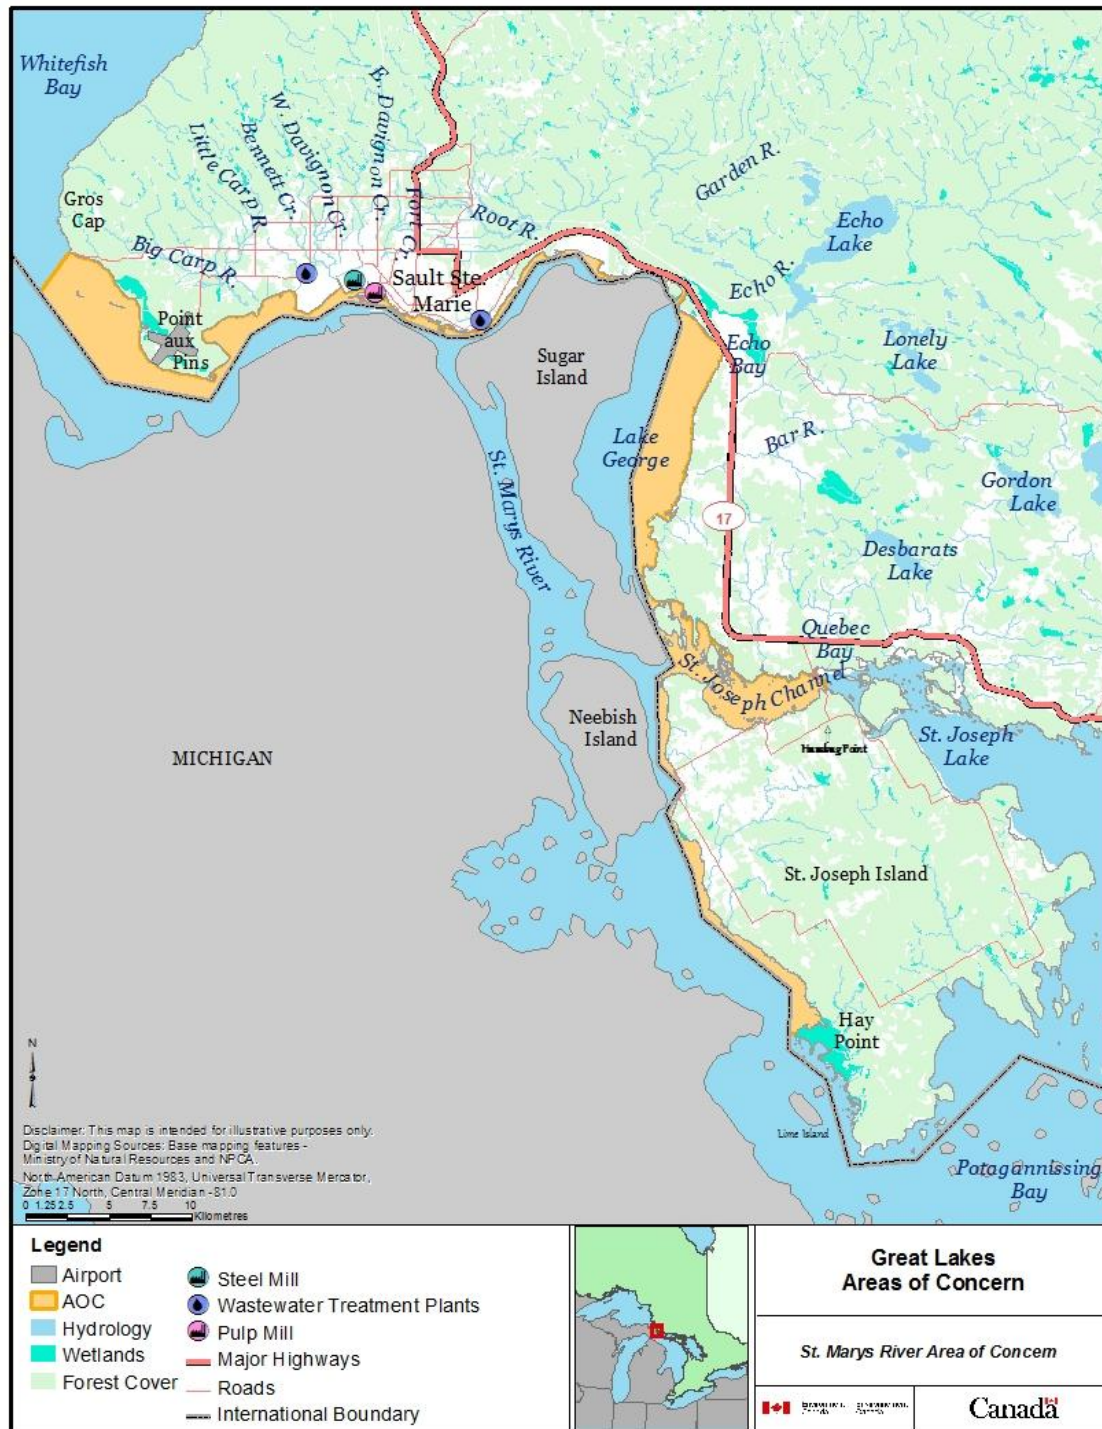 Whitefish
Bay
Gros
Cap
Little Carp R.
Bennett Cr.
W. Davignon Cr.
E. Davignon Cr.
Fort Cr.
Root R.
Garden R.
Echo
Lake
Big Carp R.
Sault Ste.
Marie
Echo R.
Point
aux
Pins
Sugar
Island
Echo
Bay
Lonely
Lake
Lake
George
Bar R.
Gordon
Lake
St. Marys River
17
Desbarats
Lake
Quebec
Bay
St. Joseph Channel
Neebish
Island
MICHIGAN
St. Joseph
Lake
St. Joseph Island
Hay
Point
Lime Island
Potagannissing
Bay
N
Disclaimer: This map is intended for illustrative purposes only.
Digital Mapping Sources: Base mapping features -
Ministry of Natural Resources and NPCA.
North American Datum 1983, Universal Transverse Mercator,
Zone 17 North, Central Meridian -81.0
0 1.25 2.5 5 7.5 10
Kilometres
Legend
Airport
AOC
Hydrology
Wetlands
Forest Cover
Steel Mill
Wastewater Treatment Plants
Pulp Mill
Major Highways
Roads
International Boundary
Great Lakes
Areas of Concern
St. Marys River Area of Concern
Environment Environnement
Canada Canada
Canada